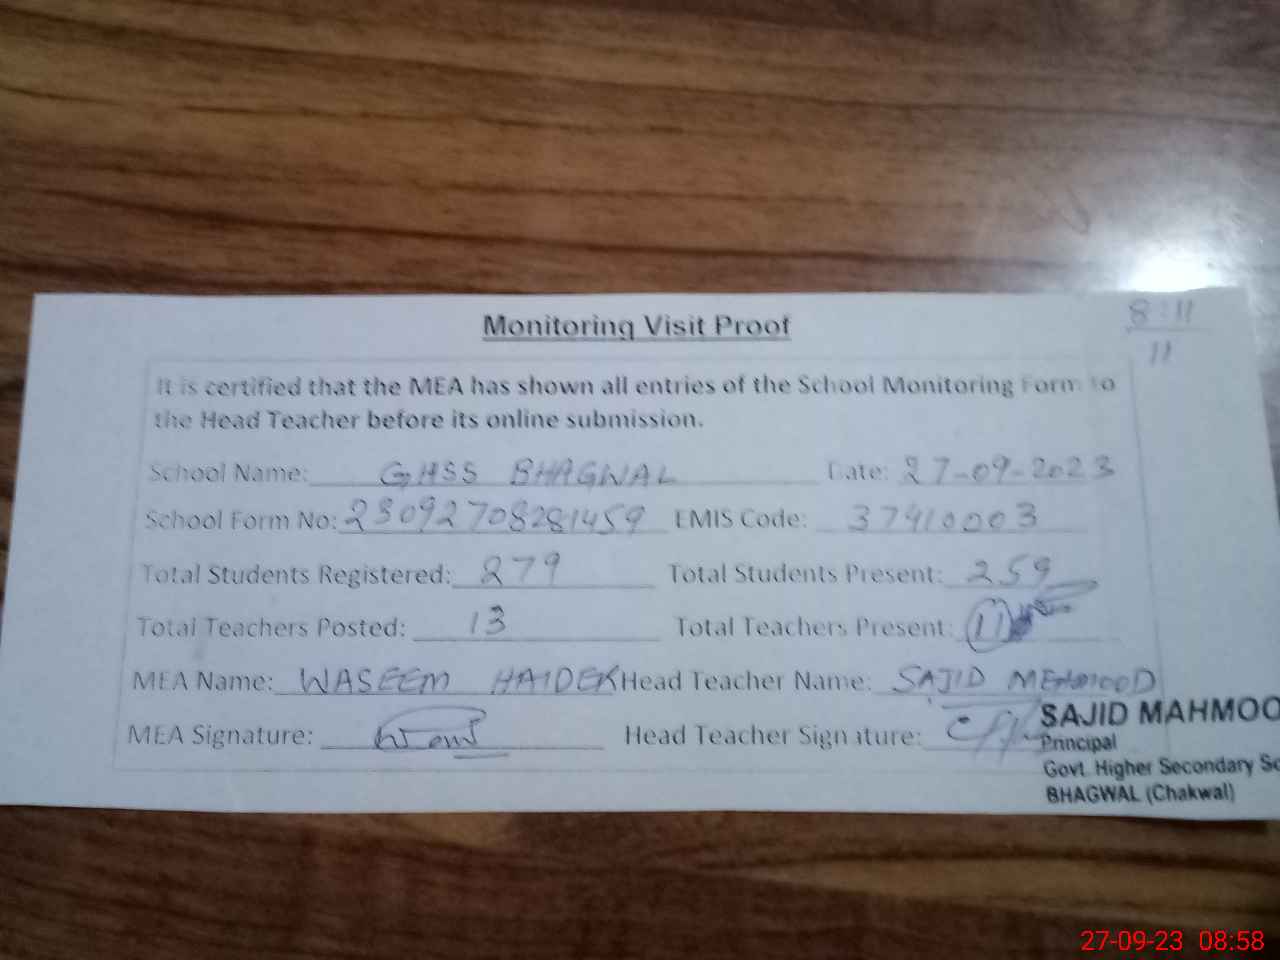 Monitoring Visit Proof
8:11
11
It is certified that the MEA has shown all entries of the School Monitoring Form to
the Head Teacher before its online submission.
School Name: GHSS BHAGWAL Date: 27-09-2023
School Form No: 23092708281459 EMIS Code: 37410003
Total Students Registered: 279 Total Students Present: 259
Total Teachers Posted: 13 Total Teachers Present: 11
MEA Name: WASEEM HAIDER Head Teacher Name: SAJID MEHMOOD
MEA Signature: Head Teacher Signature:
SAJID MAHMOO
Principal
Govt. Higher Secondary Sc
BHAGWAL (Chakwal)
27-09-23 08:58